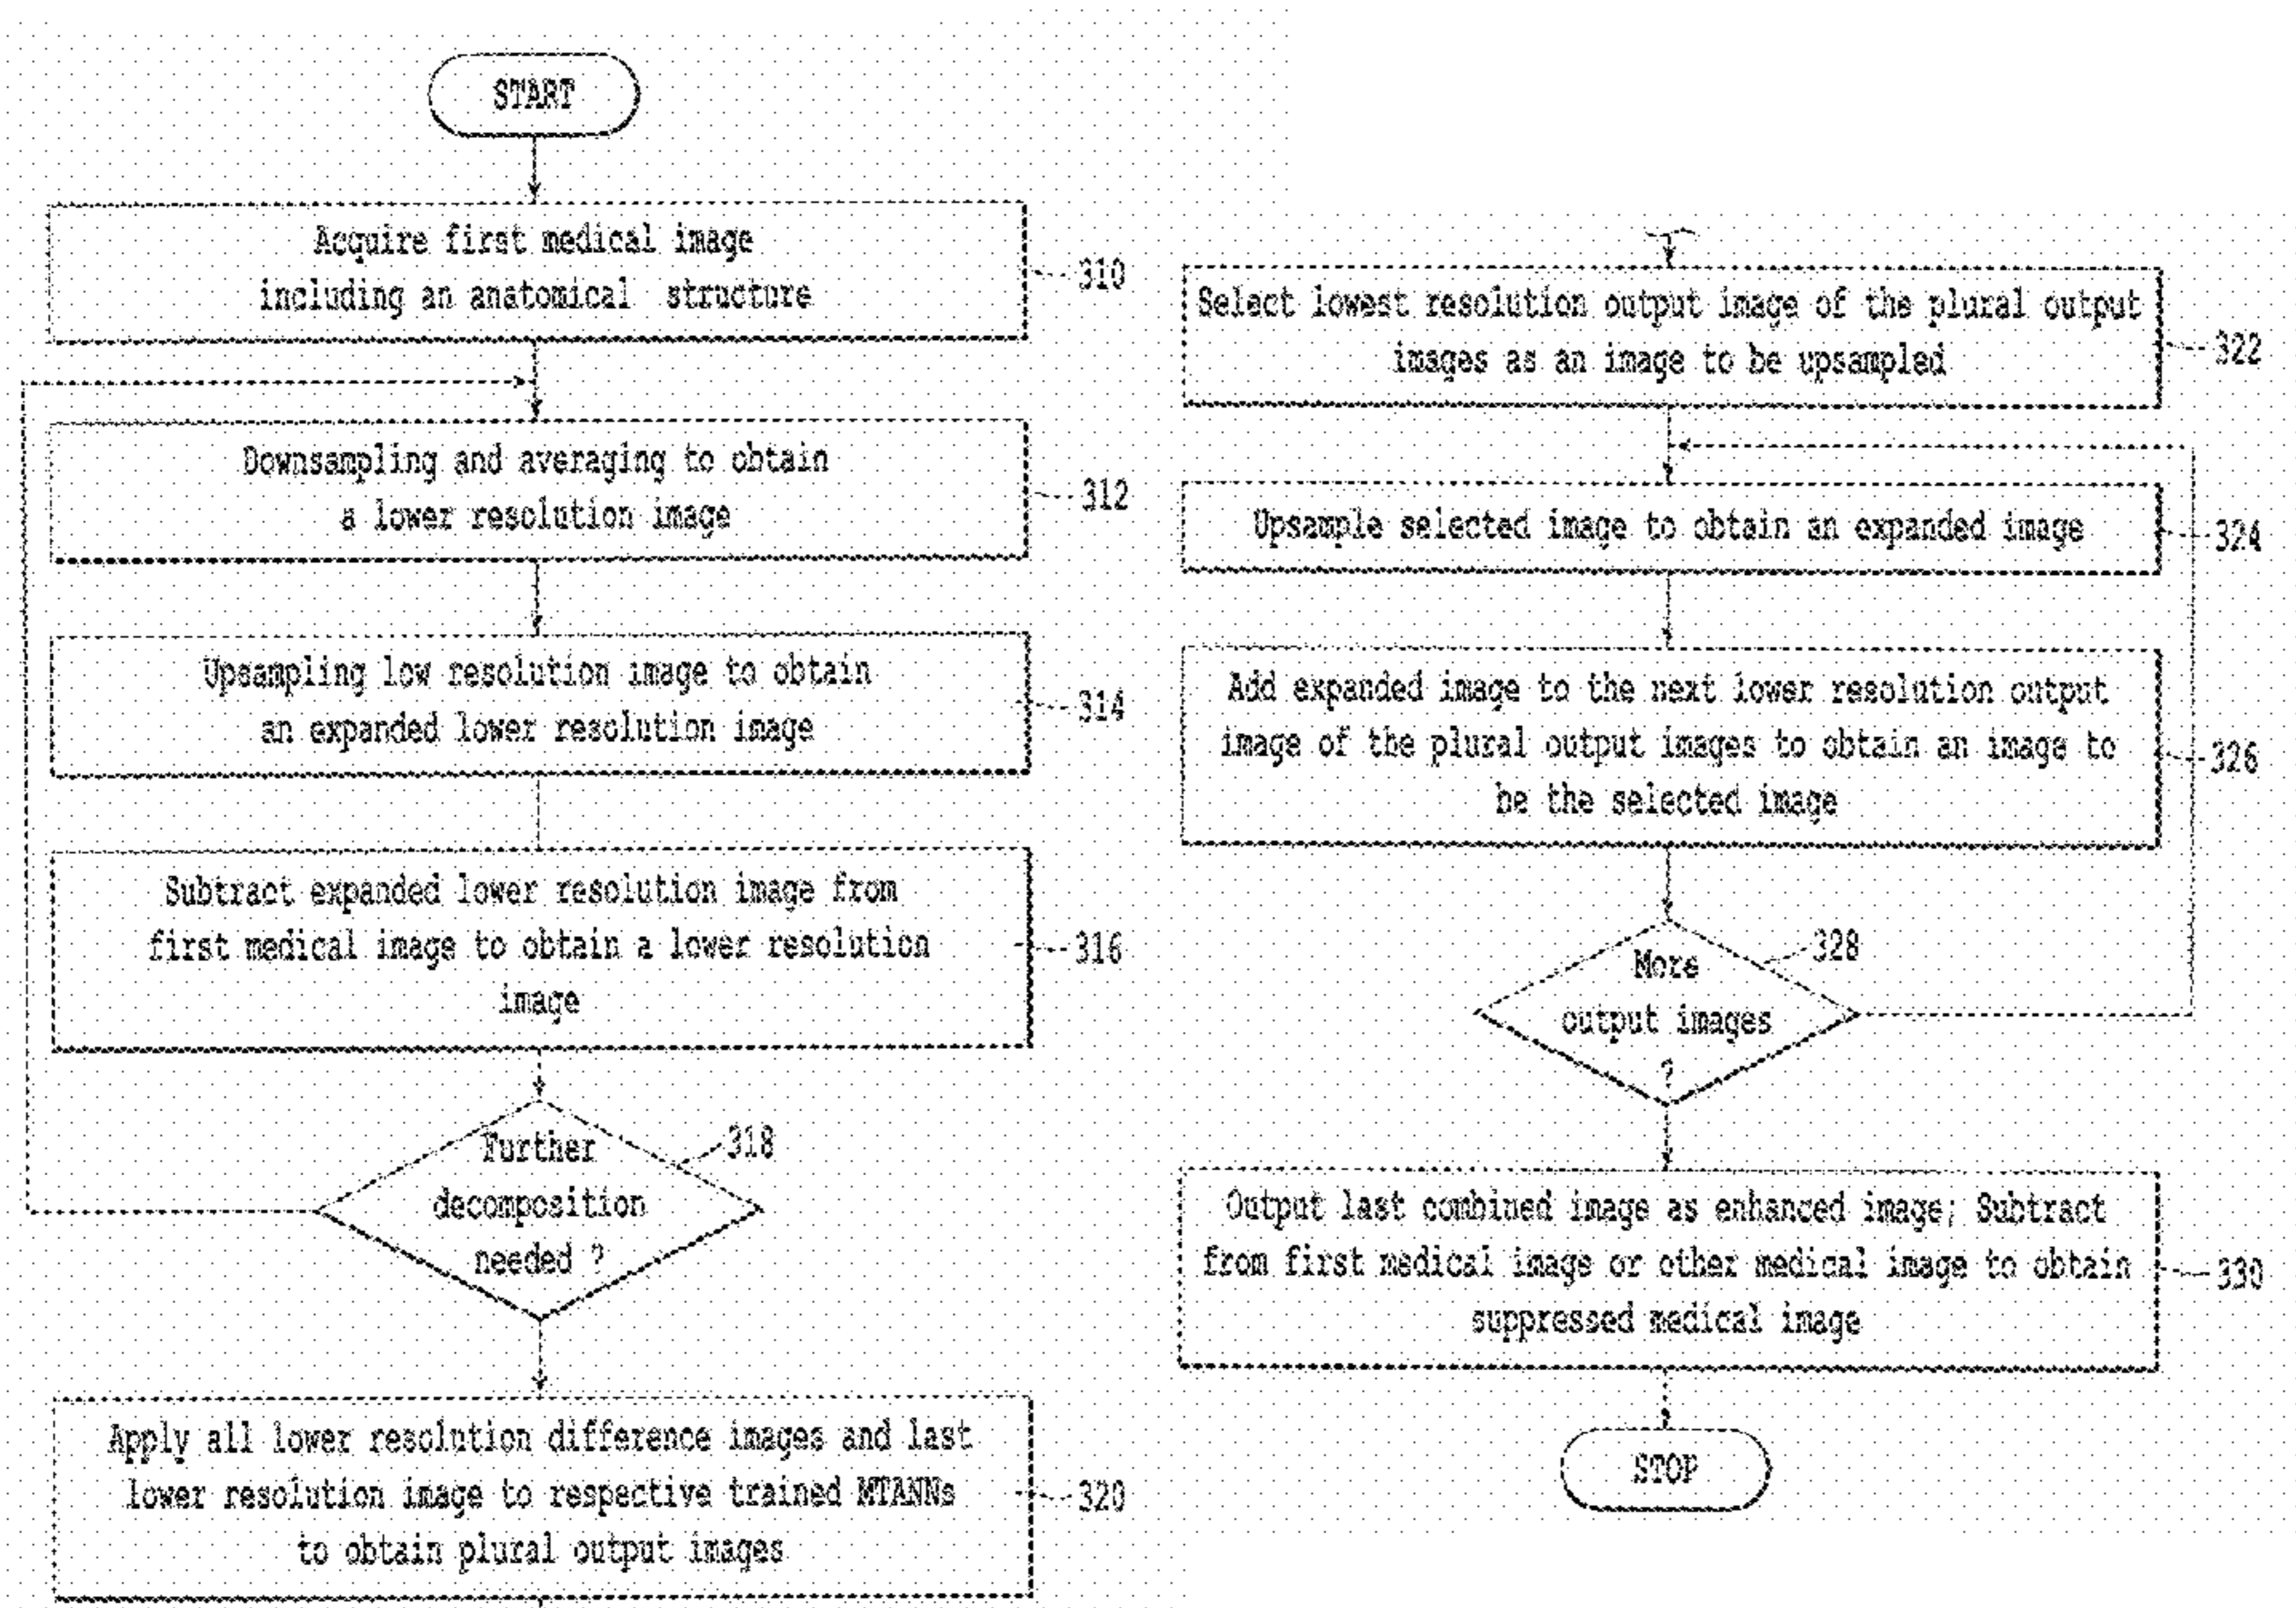 START
Acquire first medical image
including an anatomical structure
310
Downsampling and averaging to obtain
a lower resolution image
312
Upsampling low resolution image to obtain
an expanded lower resolution image
314
Subtract expanded lower resolution image from
first medical image to obtain a lower resolution
image
316
Further
decomposition
needed ?
318
Apply all lower resolution difference images and last
lower resolution image to respective trained MTANNs
to obtain plural output images
320
Select lowest resolution output image of the plural output
images as an image to be upsampled
322
Upsample selected image to obtain an expanded image
324
Add expanded image to the next lower resolution output
image of the plural output images to obtain an image to
be the selected image
326
More
output images
?
328
Output last combined image as enhanced image; Subtract
from first medical image or other medical image to obtain
suppressed medical image
330
STOP